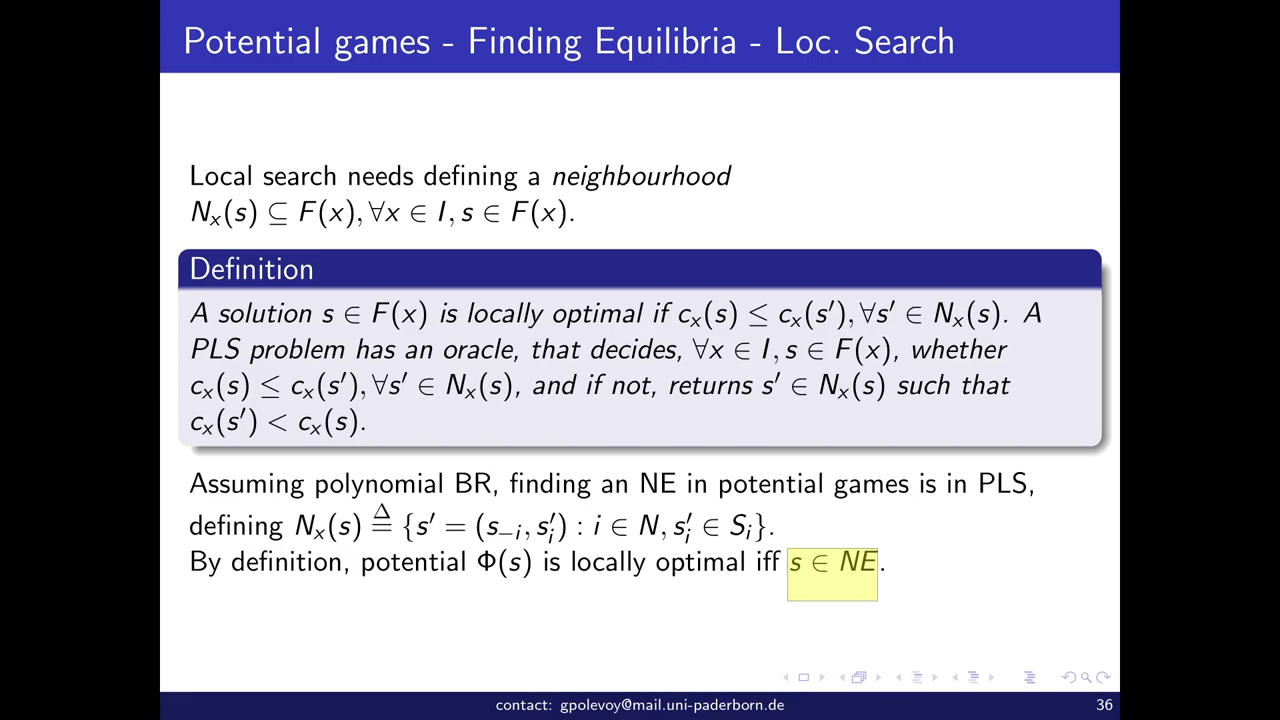 Potential games - Finding Equilibria - Loc. Search
Local search needs defining a neighbourhood
Nₓ(s) ⊆ F(x), ∀x ∈ I, s ∈ F(x).
Definition
A solution s ∈ F(x) is locally optimal if cₓ(s) ≤ cₓ(s′), ∀s′ ∈ Nₓ(s). A
PLS problem has an oracle, that decides, ∀x ∈ I, s ∈ F(x), whether
cₓ(s) ≤ cₓ(s′), ∀s′ ∈ Nₓ(s), and if not, returns s′ ∈ Nₓ(s) such that
cₓ(s′) < cₓ(s).
Assuming polynomial BR, finding an NE in potential games is in PLS,
defining Nₓ(s) ≜ {s′ = (s₋ᵢ, s′ᵢ) : i ∈ N, s′ᵢ ∈ Sᵢ}.
By definition, potential Φ(s) is locally optimal iff s ∈ NE.
contact: gpolevoy@mail.uni-paderborn.de 36